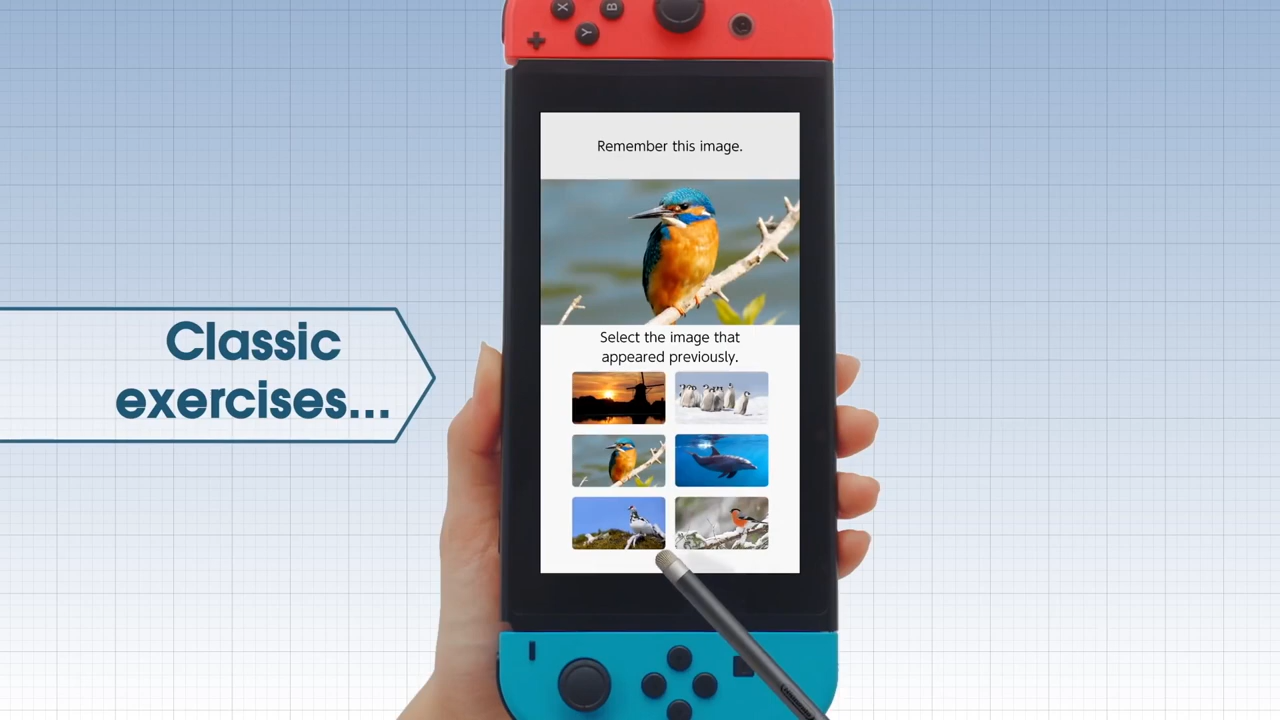 X
B
Y
Remember this image.
Classic
exercises...
Select the image that
appeared previously.